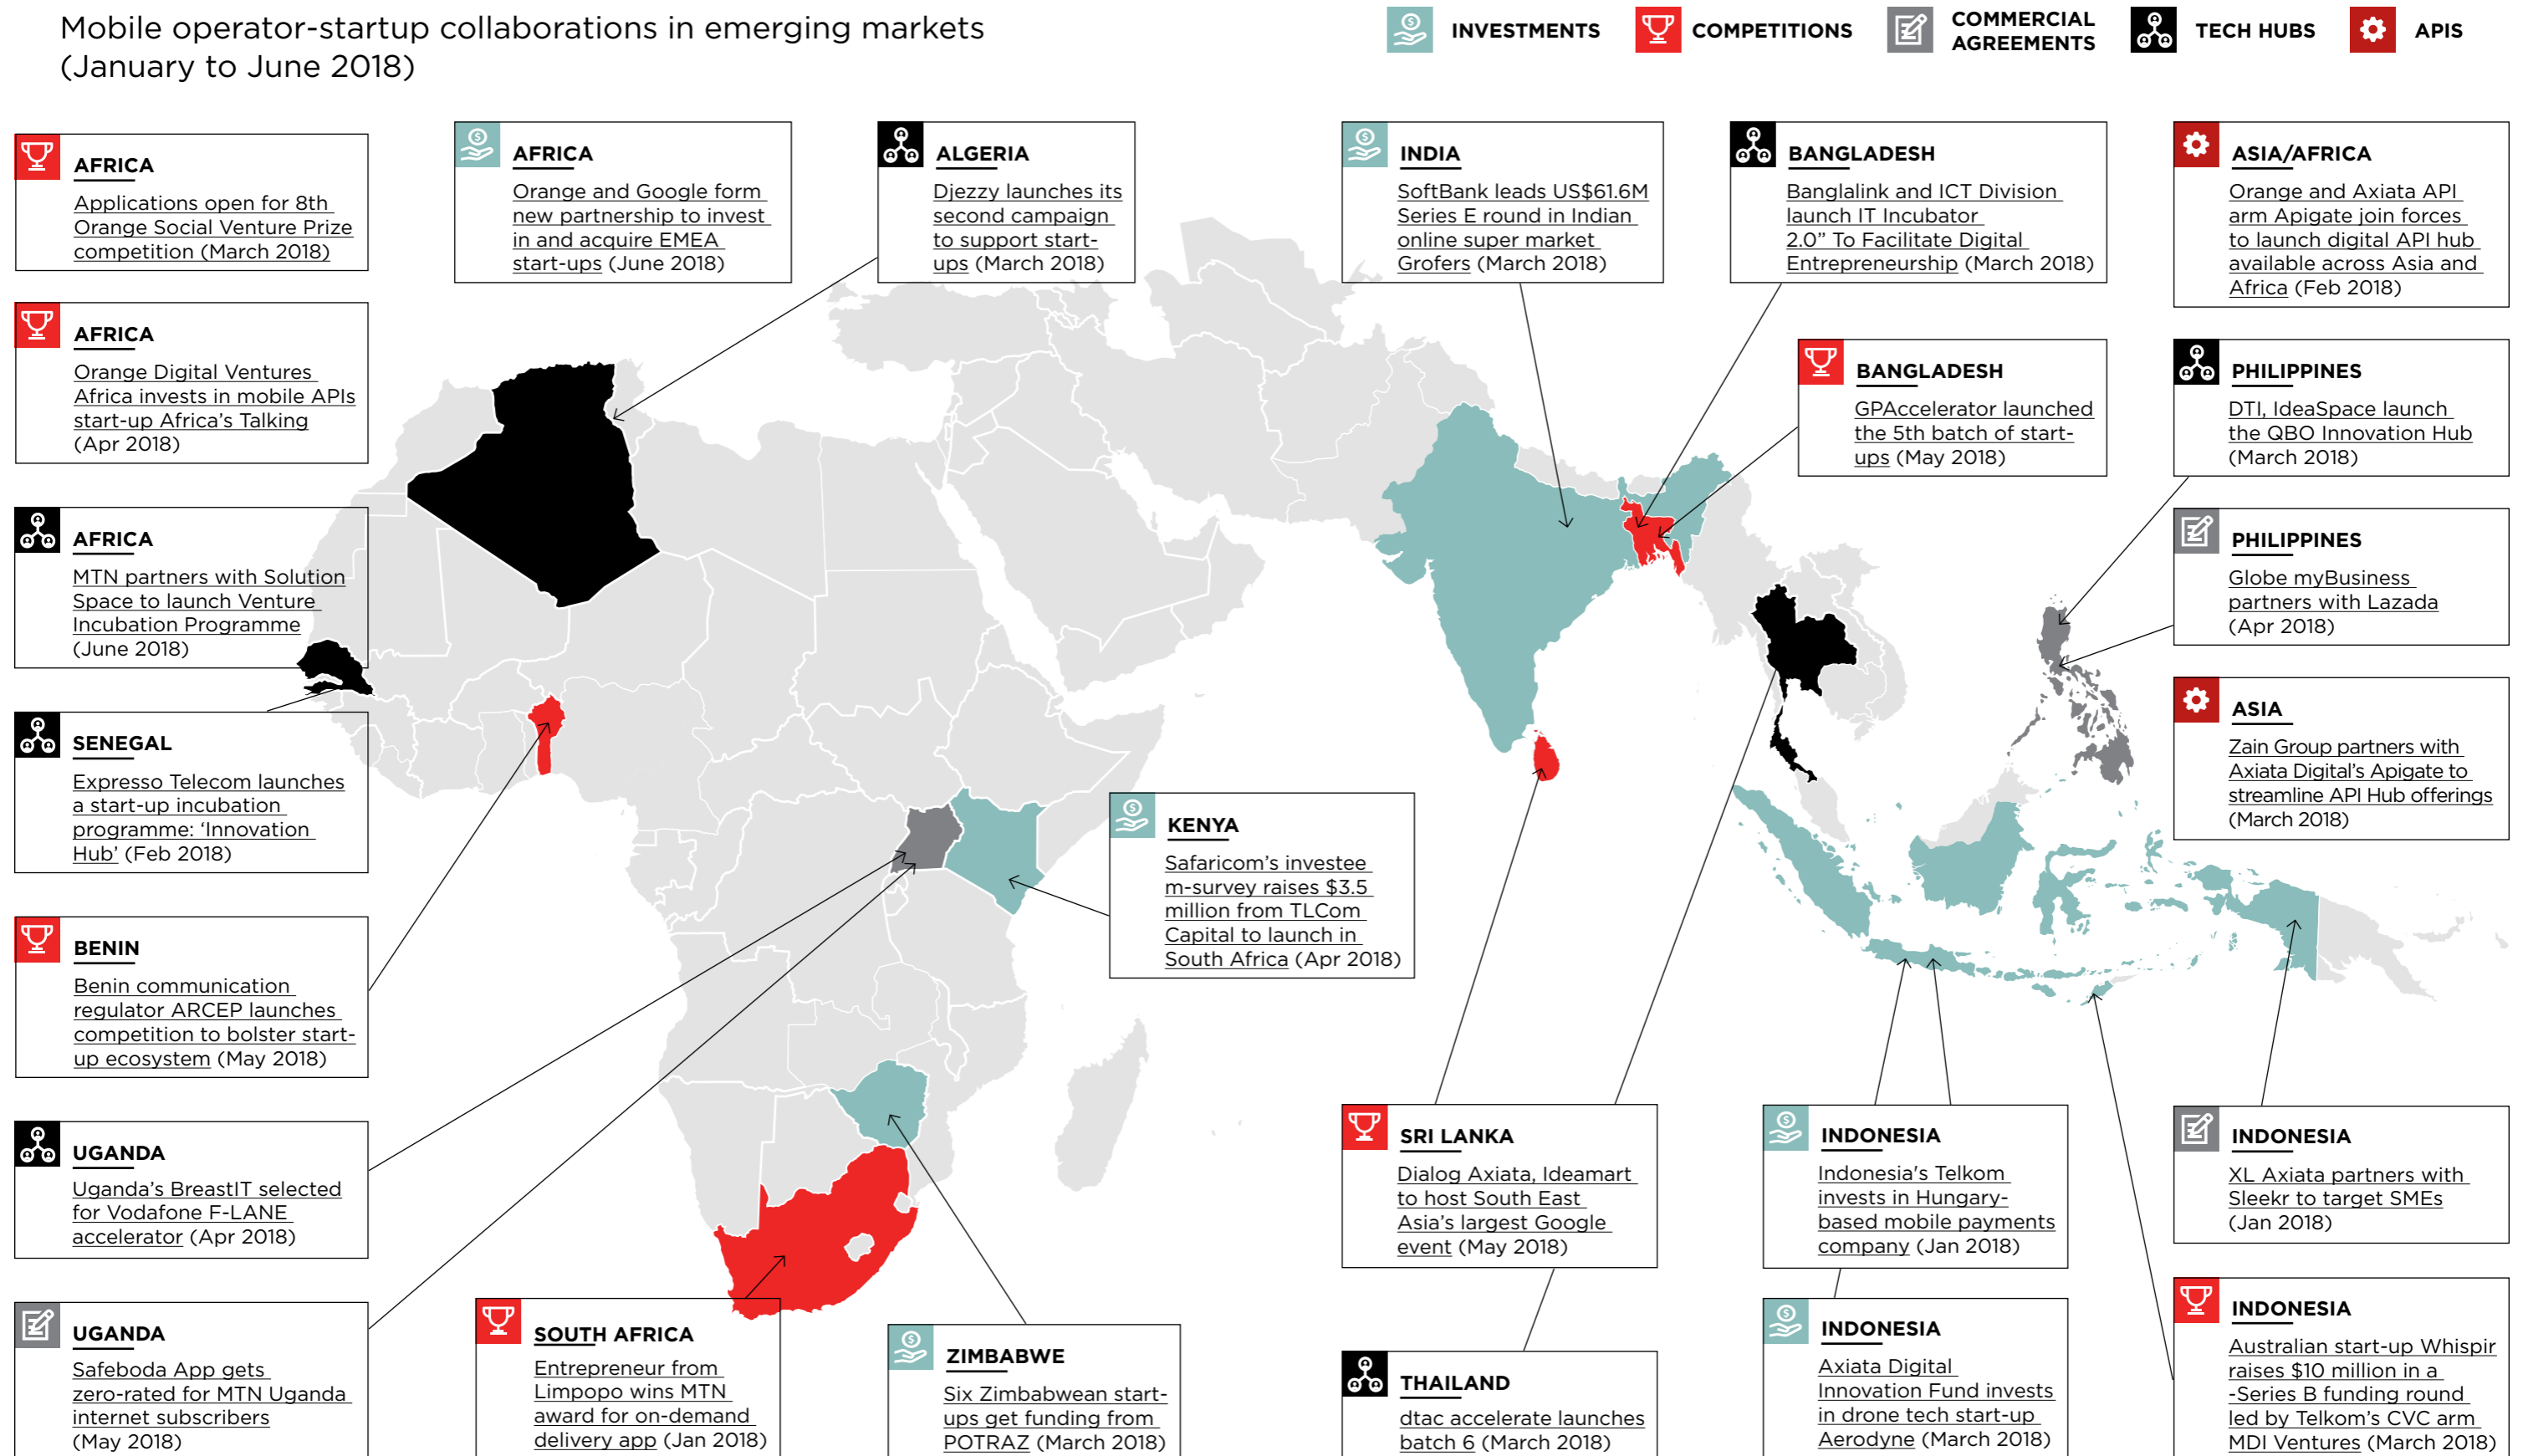 Mobile operator-startup collaborations in emerging markets
(January to June 2018)
INVESTMENTS
COMPETITIONS
COMMERCIAL
AGREEMENTS
TECH HUBS
APIS
AFRICA
Applications open for 8th
Orange Social Venture Prize
competition (March 2018)
AFRICA
Orange and Google form
new partnership to invest
in and acquire EMEA
start-ups (June 2018)
ALGERIA
Djezzy launches its
second campaign
to support start-
ups (March 2018)
INDIA
SoftBank leads US$61.6M
Series E round in Indian
online super market
Grofers (March 2018)
BANGLADESH
Banglalink and ICT Division
launch IT Incubator
2.0” To Facilitate Digital
Entrepreneurship (March 2018)
ASIA/AFRICA
Orange and Axiata API
arm Apigate join forces
to launch digital API hub
available across Asia and
Africa (Feb 2018)
AFRICA
Orange Digital Ventures
Africa invests in mobile APIs
start-up Africa’s Talking
(Apr 2018)
BANGLADESH
GPAccelerator launched
the 5th batch of start-
ups (May 2018)
PHILIPPINES
DTI, IdeaSpace launch
the QBO Innovation Hub
(March 2018)
AFRICA
MTN partners with Solution
Space to launch Venture
Incubation Programme
(June 2018)
PHILIPPINES
Globe myBusiness
partners with Lazada
(Apr 2018)
SENEGAL
Expresso Telecom launches
a start-up incubation
programme: ‘Innovation
Hub’ (Feb 2018)
ASIA
Zain Group partners with
Axiata Digital’s Apigate to
streamline API Hub offerings
(March 2018)
KENYA
Safaricom’s investee
m-survey raises $3.5
million from TLCom
Capital to launch in
South Africa (Apr 2018)
BENIN
Benin communication
regulator ARCEP launches
competition to bolster start-
up ecosystem (May 2018)
UGANDA
Uganda’s BreastIT selected
for Vodafone F-LANE
accelerator (Apr 2018)
SRI LANKA
Dialog Axiata, Ideamart
to host South East
Asia’s largest Google
event (May 2018)
INDONESIA
Indonesia's Telkom
invests in Hungary-
based mobile payments
company (Jan 2018)
INDONESIA
XL Axiata partners with
Sleekr to target SMEs
(Jan 2018)
UGANDA
Safeboda App gets
zero-rated for MTN Uganda
internet subscribers
(May 2018)
SOUTH AFRICA
Entrepreneur from
Limpopo wins MTN
award for on-demand
delivery app (Jan 2018)
ZIMBABWE
Six Zimbabwean start-
ups get funding from
POTRAZ (March 2018)
THAILAND
dtac accelerate launches
batch 6 (March 2018)
INDONESIA
Axiata Digital
Innovation Fund invests
in drone tech start-up
Aerodyne (March 2018)
INDONESIA
Australian start-up Whispir
raises $10 million in a
-Series B funding round
led by Telkom’s CVC arm
MDI Ventures (March 2018)